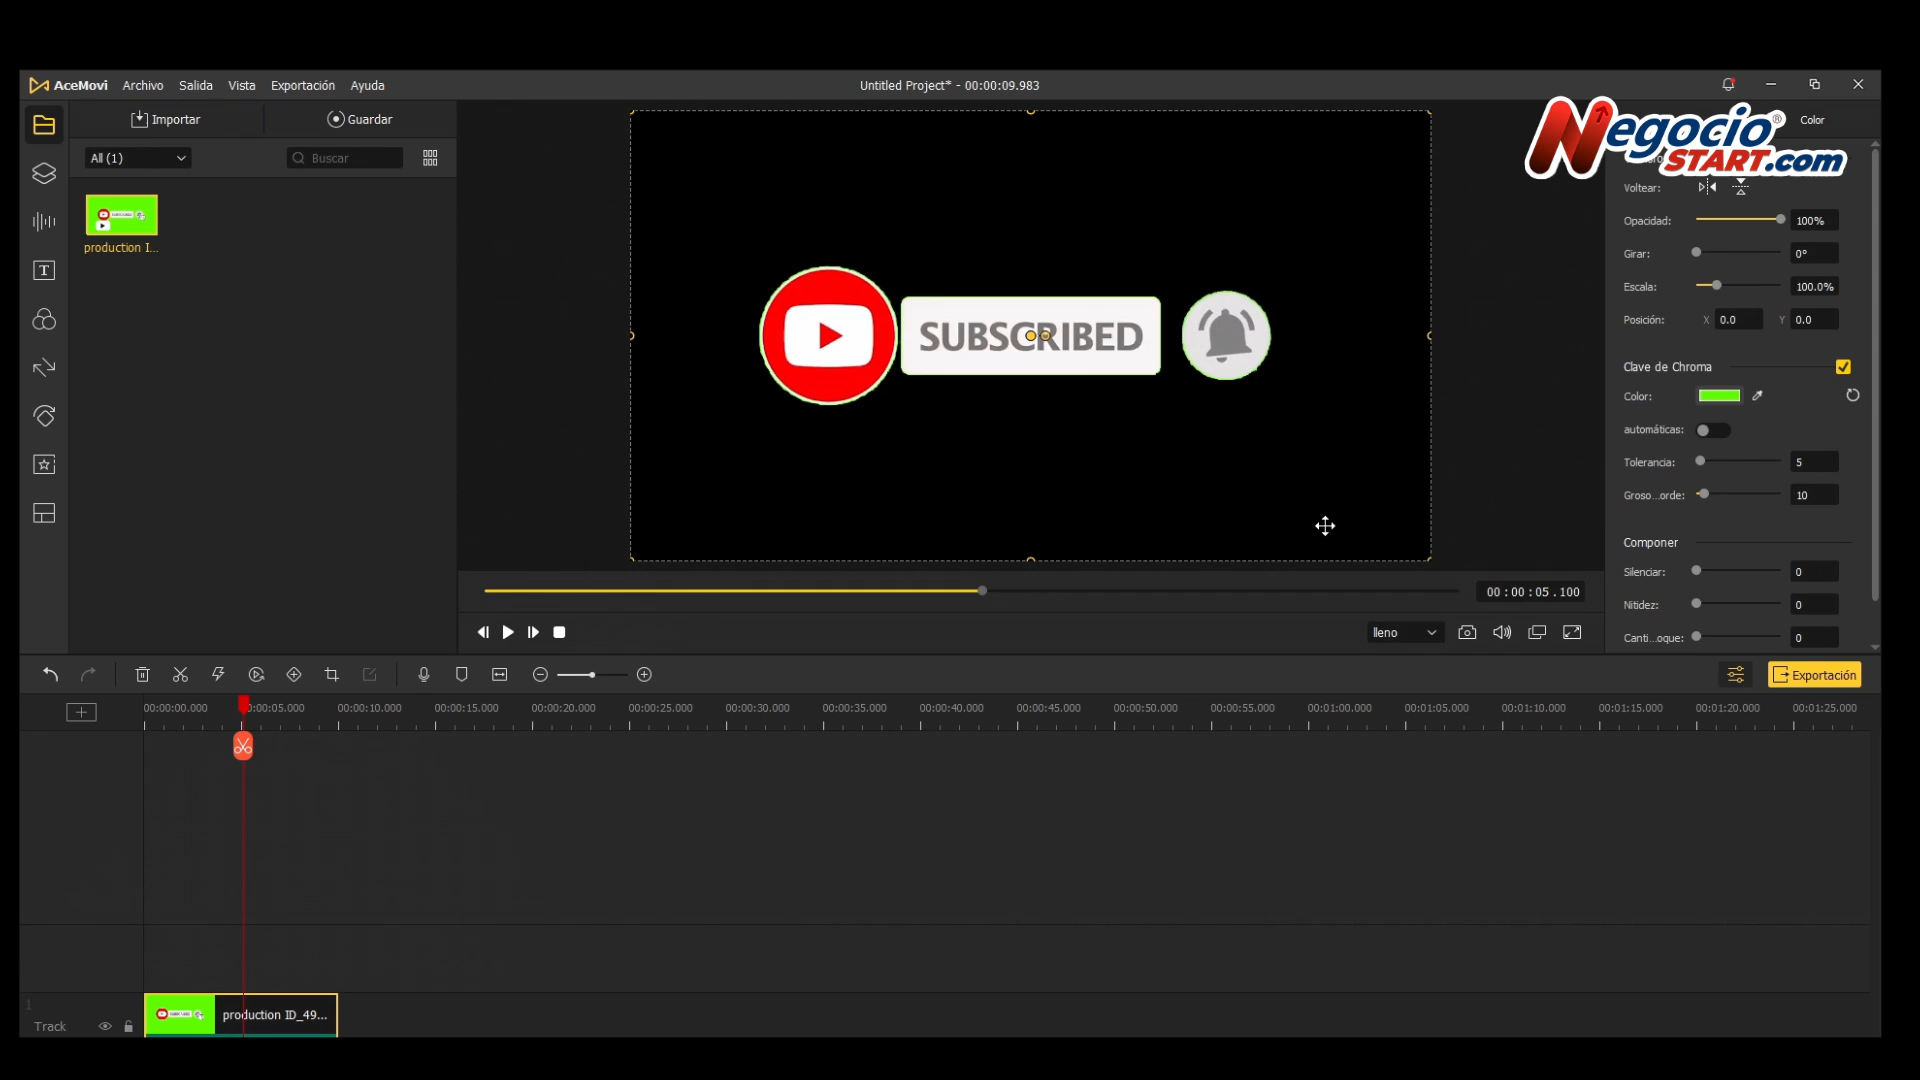 AceMovi Archivo Salida Vista Exportación Ayuda
Untitled Project* - 00:00:09.983
Importar
Guardar
All (1)
Buscar
production I...
SUBSCRIBED
Negocio®
START.com
Color
Voltear:
Opacidad: 100%
Girar: 0°
Escala: 100.0%
Posición: X 0.0 Y 0.0
Clave de Chroma
Color:
automáticas:
Tolerancia: 5
Groso...orde: 10
Componer
Silenciar: 0
Nitidez: 0
Canti...oque: 0
00:00:05.100
lleno
Exportación
00:00:00.000 00:00:05.000 00:00:10.000 00:00:15.000 00:00:20.000 00:00:25.000 00:00:30.000 00:00:35.000 00:00:40.000 00:00:45.000 00:00:50.000 00:00:55.000 00:01:00.000 00:01:05.000 00:01:10.000 00:01:15.000 00:01:20.000 00:01:25.000
1
Track
production ID_49...